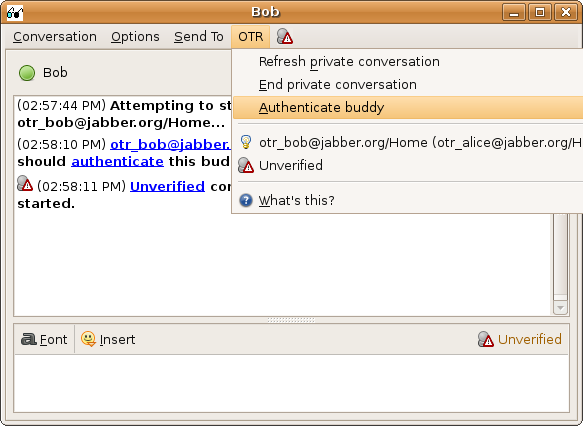 Bob
Conversation Options Send To OTR
Bob
Refresh private conversation
End private conversation
Authenticate buddy
otr_bob@jabber.org/Home (otr_alice@jabber.org/H
Unverified
What's this?
(02:57:44 PM) Attempting to st
otr_bob@jabber.org/Home...
(02:58:10 PM) otr_bob@jabber.
should authenticate this bud
(02:58:11 PM) Unverified con
started.
Font Insert Unverified